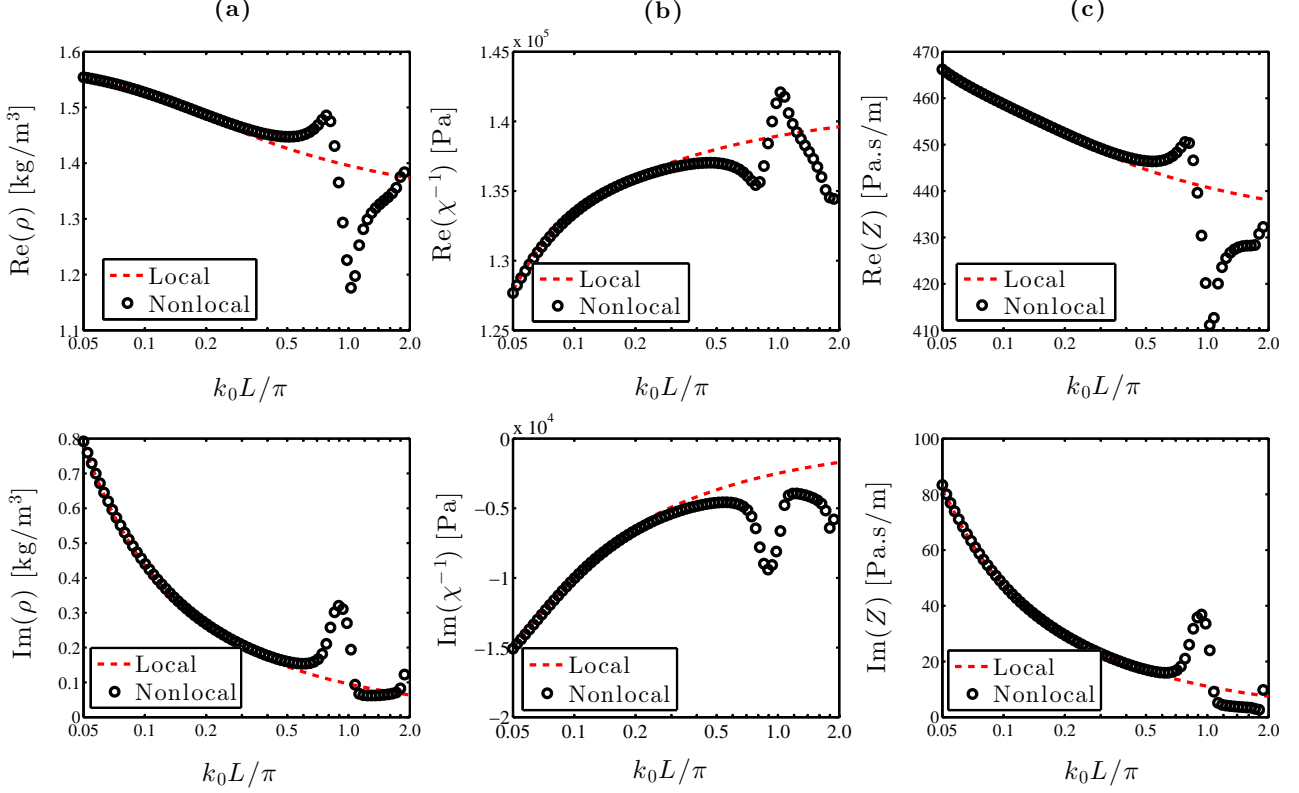 (a)
Re(ρ) [kg/m³]
1.6
1.5
1.4
1.3
1.2
1.1
Local
Nonlocal
0.05 0.1 0.2 0.5 1.0 2.0
k₀L/π
(b)
x 10⁵
Re(χ⁻¹) [Pa]
1.45
1.4
1.35
1.3
1.25
Local
Nonlocal
0.05 0.1 0.2 0.5 1.0 2.0
k₀L/π
(c)
Re(Z) [Pa.s/m]
470
460
450
440
430
420
410
Local
Nonlocal
0.05 0.1 0.2 0.5 1.0 2.0
k₀L/π
Im(ρ) [kg/m³]
0.8
0.7
0.6
0.5
0.4
0.3
0.2
0.1
0
Local
Nonlocal
0.05 0.1 0.2 0.5 1.0 2.0
k₀L/π
x 10⁴
Im(χ⁻¹) [Pa]
0
−0.5
−1
−1.5
−2
Local
Nonlocal
0.05 0.1 0.2 0.5 1.0 2.0
k₀L/π
Im(Z) [Pa.s/m]
100
80
60
40
20
0
Local
Nonlocal
0.05 0.1 0.2 0.5 1.0 2.0
k₀L/π